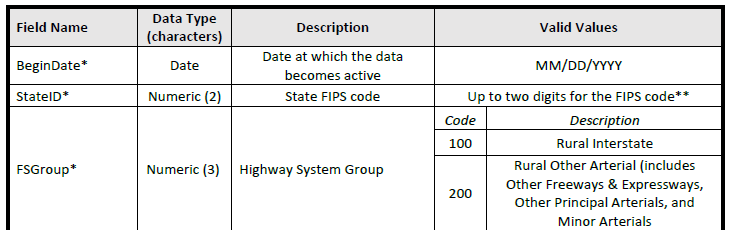 Field Name
Data Type
(characters)
Description
Valid Values
BeginDate*
Date
Date at which the data
becomes active
MM/DD/YYYY
StateID*
Numeric (2)
State FIPS code
Up to two digits for the FIPS code**
FSGroup*
Numeric (3)
Highway System Group
Code
Description
100
Rural Interstate
200
Rural Other Arterial (includes
Other Freeways & Expressways,
Other Principal Arterials, and
Minor Arterials